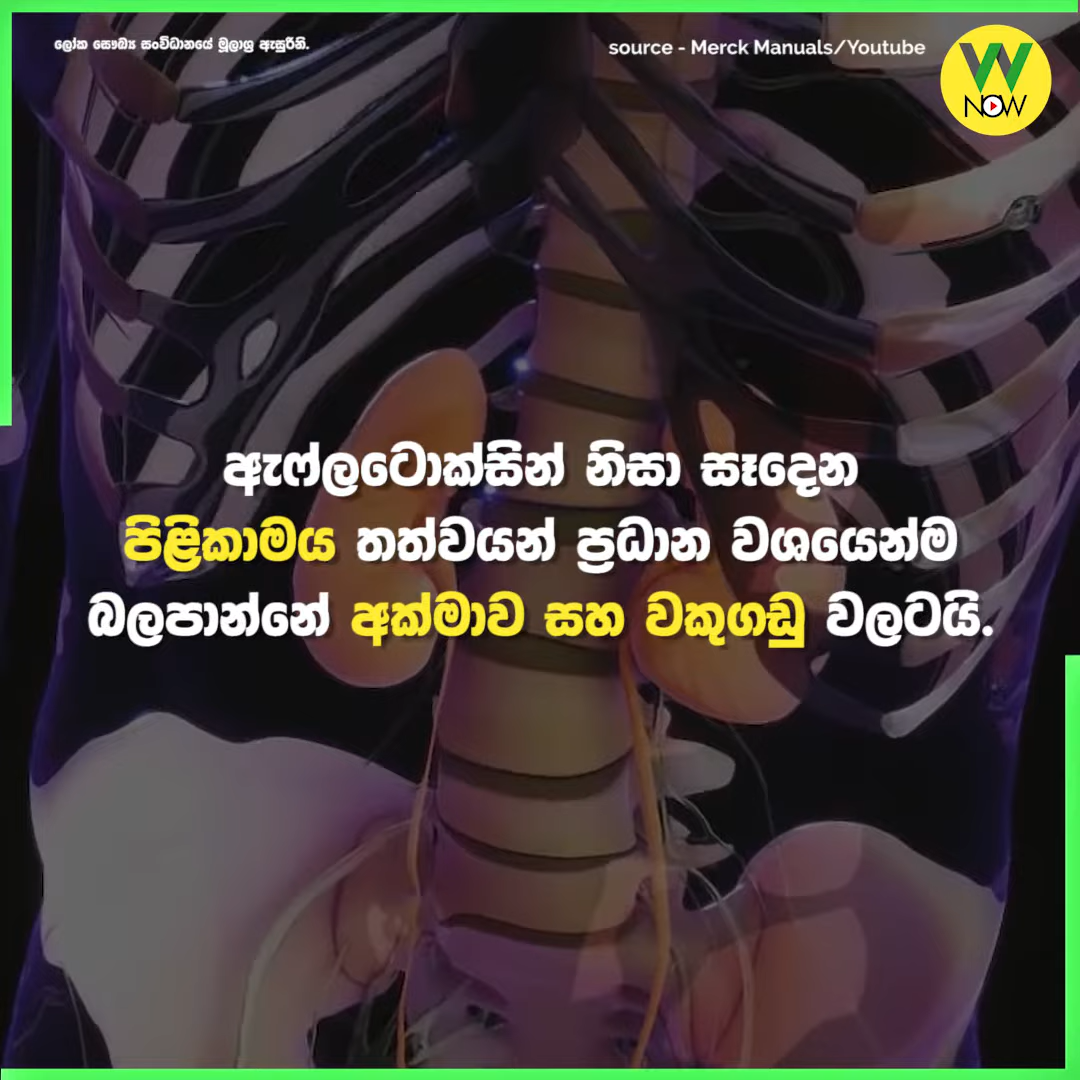 ලෝක සෞඛ්‍ය සංවිධානයේ මූලාශ්‍ර ඇසුරිනි.
source - Merck Manuals/Youtube
W
NOW
ඇෆ්ලටොක්සින් නිසා සෑදෙන
පිළිකාමය තත්වයන් ප්‍රධාන වශයෙන්ම
බලපාන්නේ අක්මාව සහ වකුගඩු වලටයි.